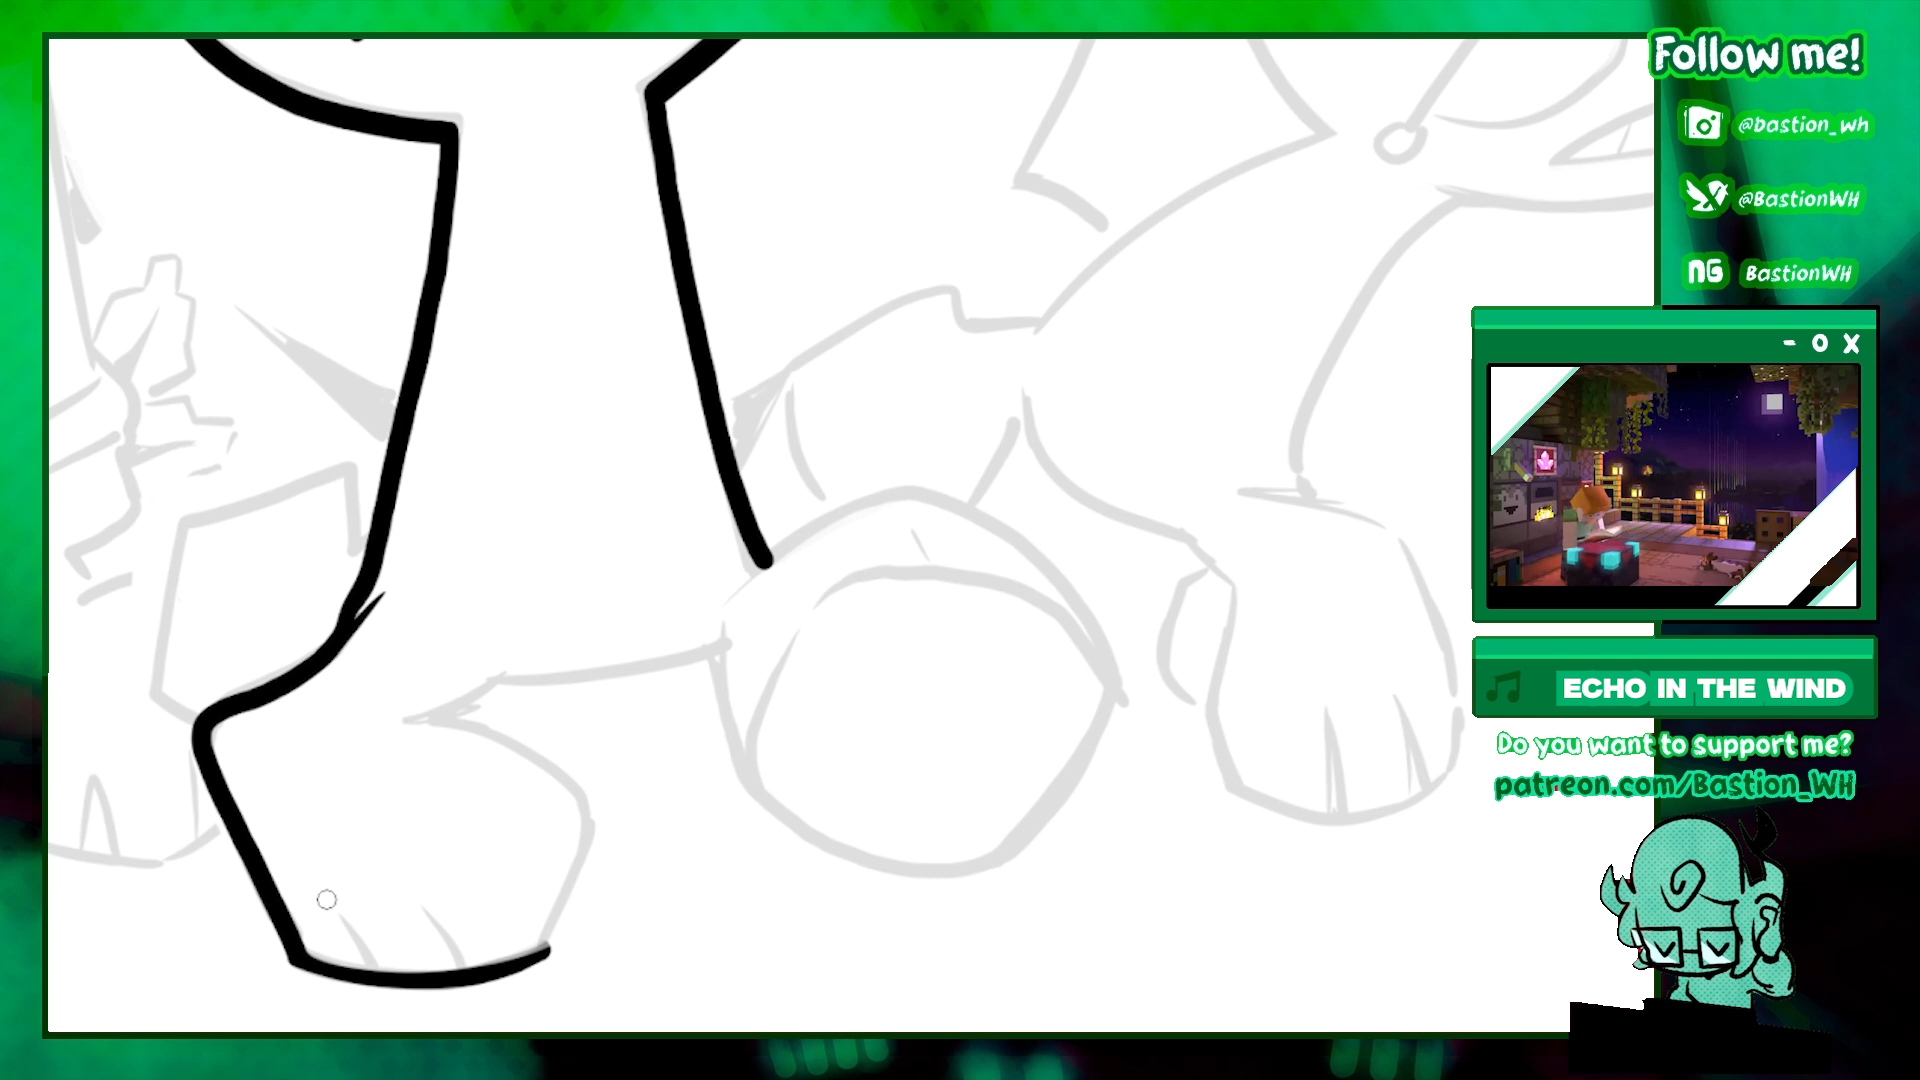 Follow me!
@bastion_wh
@BastionWH
NG BastionWH
- O X
ECHO IN THE WIND
Do you want to support me?
patreon.com/Bastion_WH